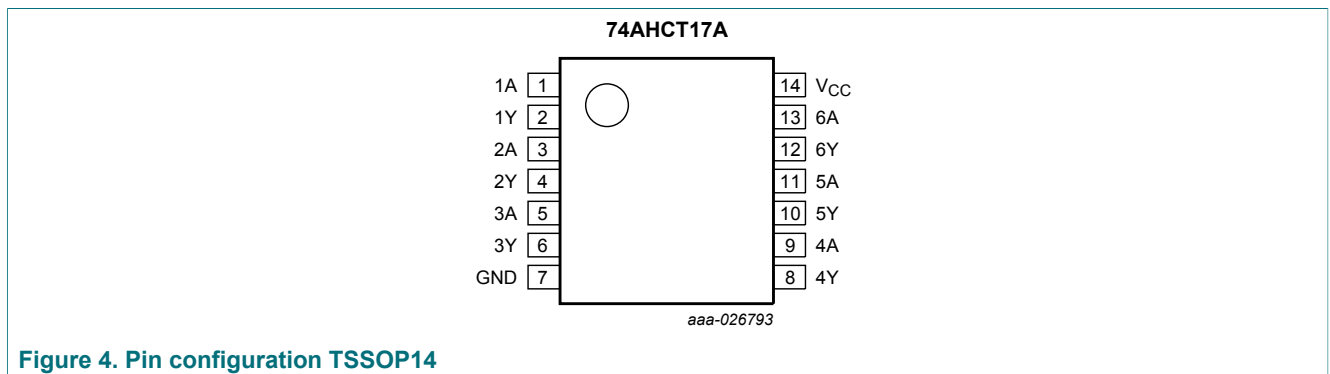 74AHCT17A
1A 1 14 VCC
1Y 2 13 6A
2A 3 12 6Y
2Y 4 11 5A
3A 5 10 5Y
3Y 6 9 4A
GND 7 8 4Y
aaa-026793
Figure 4. Pin configuration TSSOP14